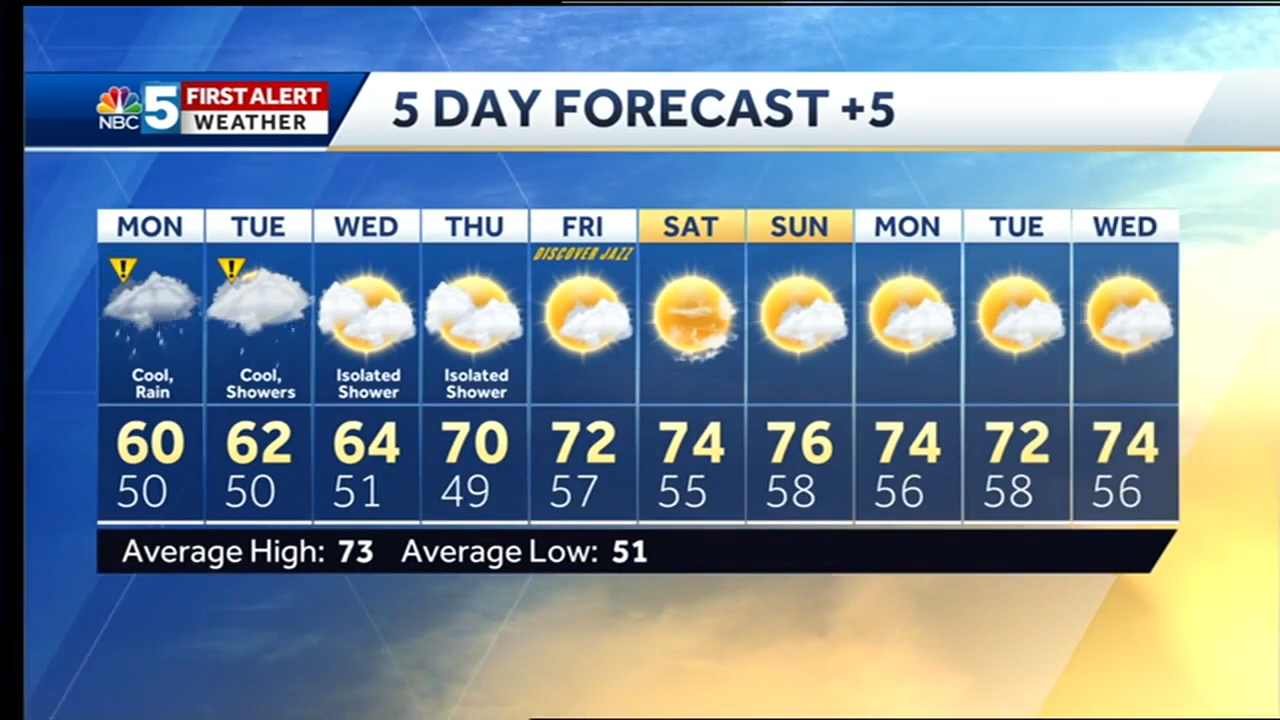 NBC 5 FIRST ALERT WEATHER
5 DAY FORECAST +5
MON TUE WED THU FRI SAT SUN MON TUE WED
DISCOVER JAZZ
! !
Cool, Cool, Isolated Isolated
Rain Showers Shower Shower
60 62 64 70 72 74 76 74 72 74
50 50 51 49 57 55 58 56 58 56
Average High: 73 Average Low: 51